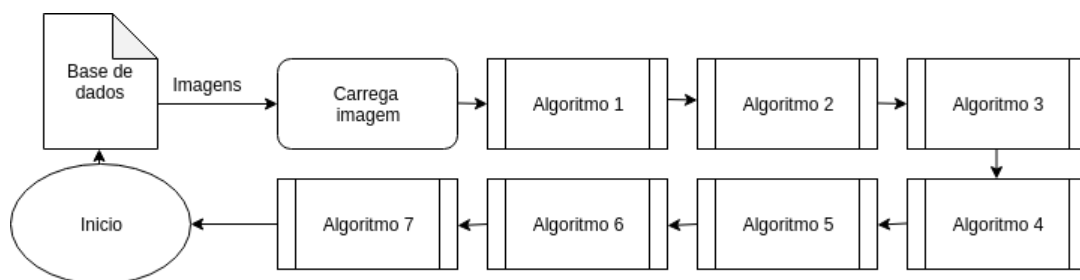 Base de
dados
Imagens
Carrega
imagem
Algoritmo 1
Algoritmo 2
Algoritmo 3
Inicio
Algoritmo 7
Algoritmo 6
Algoritmo 5
Algoritmo 4